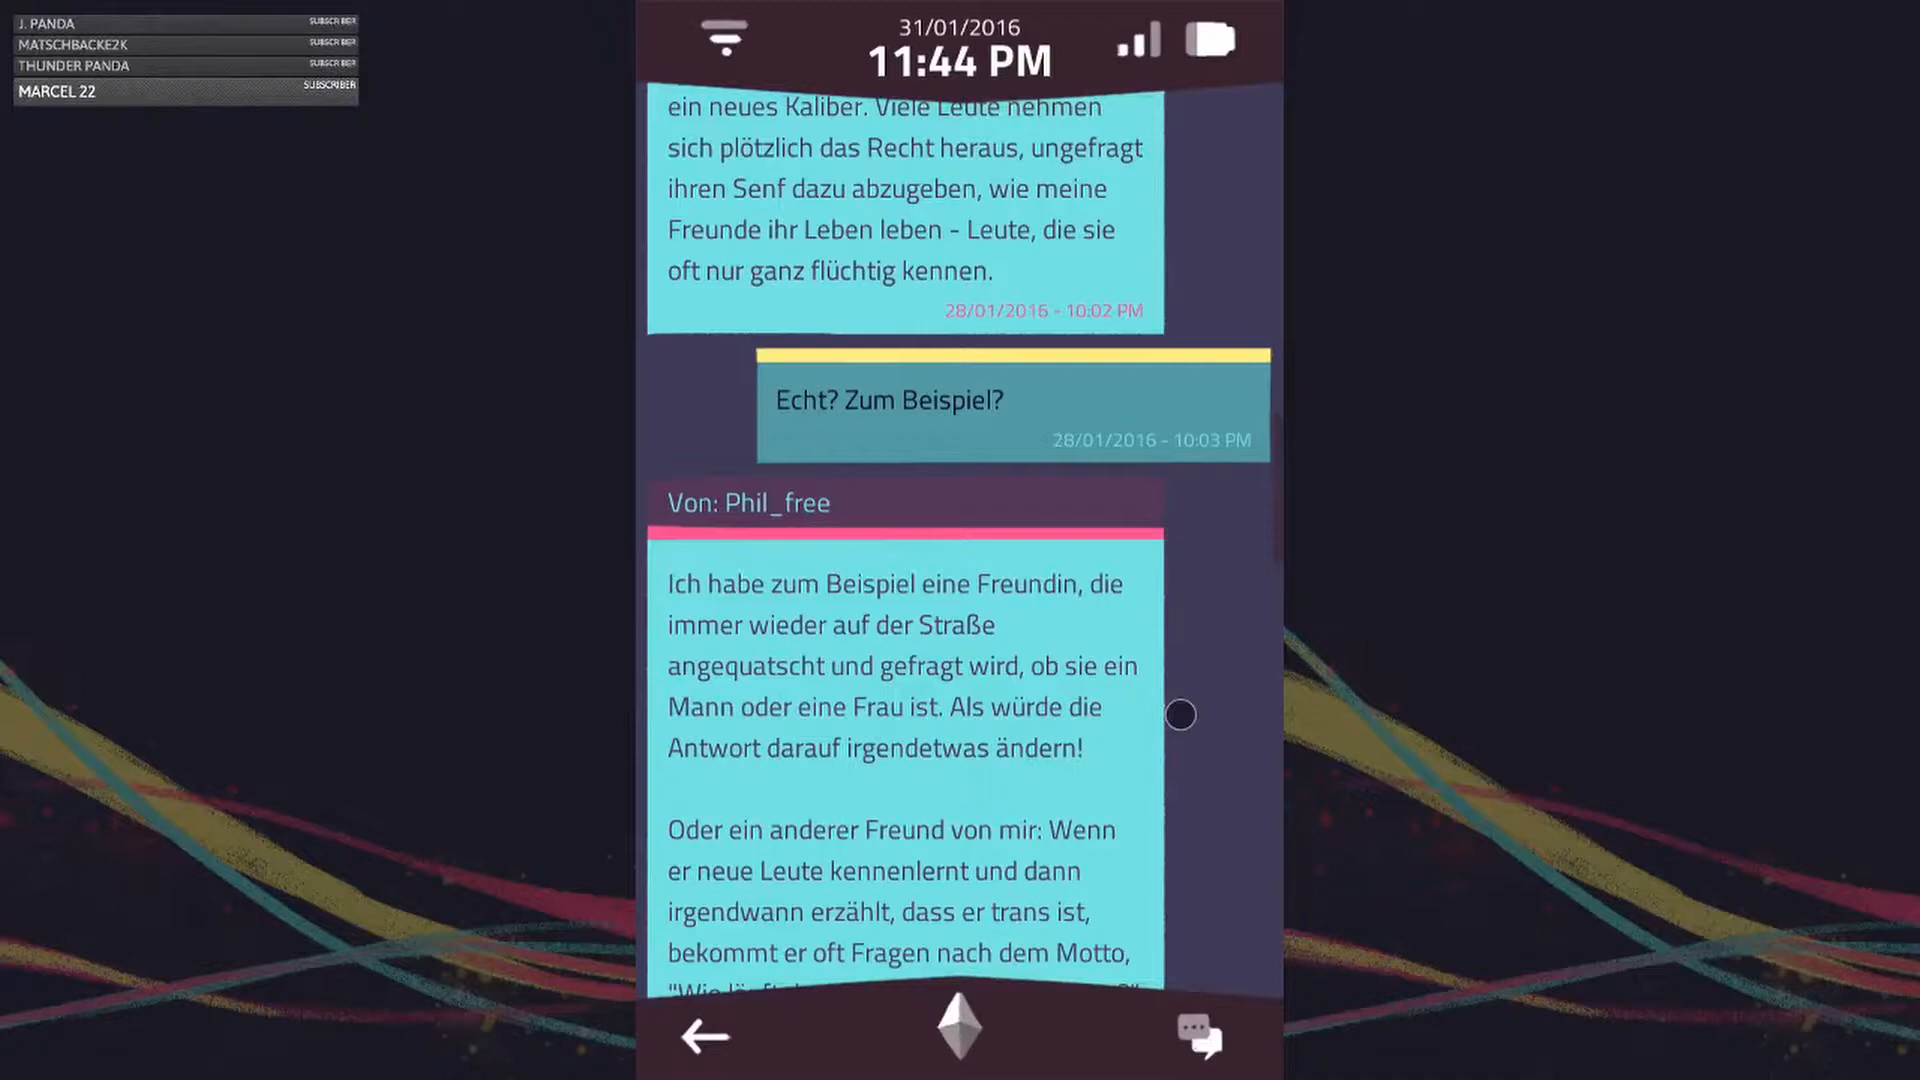 J. PANDA SUBSCRIBER
MATSCHBACKE2K SUBSCRIBER
THUNDER PANDA SUBSCRIBER
MARCEL 22 SUBSCRIBER
31/01/2016
11:44 PM
ein neues Kaliber. Viele Leute nehmen
sich plötzlich das Recht heraus, ungefragt
ihren Senf dazu abzugeben, wie meine
Freunde ihr Leben leben - Leute, die sie
oft nur ganz flüchtig kennen.
28/01/2016 - 10:02 PM
Echt? Zum Beispiel?
28/01/2016 - 10:03 PM
Von: Phil_free
Ich habe zum Beispiel eine Freundin, die
immer wieder auf der Straße
angequatscht und gefragt wird, ob sie ein
Mann oder eine Frau ist. Als würde die
Antwort darauf irgendetwas ändern!
Oder ein anderer Freund von mir: Wenn
er neue Leute kennenlernt und dann
irgendwann erzählt, dass er trans ist,
bekommt er oft Fragen nach dem Motto,
"Wie läuft